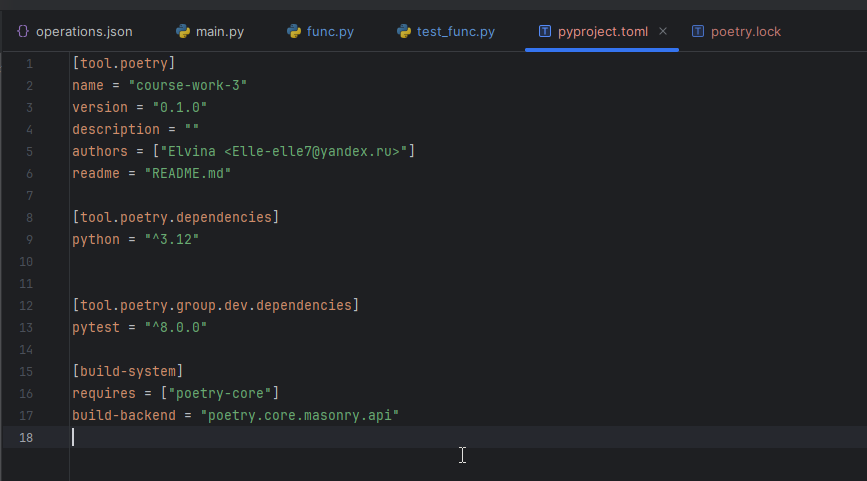 operations.json main.py func.py test_func.py pyproject.toml poetry.lock
1 [tool.poetry]
2 name = "course-work-3"
3 version = "0.1.0"
4 description = ""
5 authors = ["Elvina <Elle-elle7@yandex.ru>"]
6 readme = "README.md"
7
8 [tool.poetry.dependencies]
9 python = "^3.12"
10
11
12 [tool.poetry.group.dev.dependencies]
13 pytest = "^8.0.0"
14
15 [build-system]
16 requires = ["poetry-core"]
17 build-backend = "poetry.core.masonry.api"
18